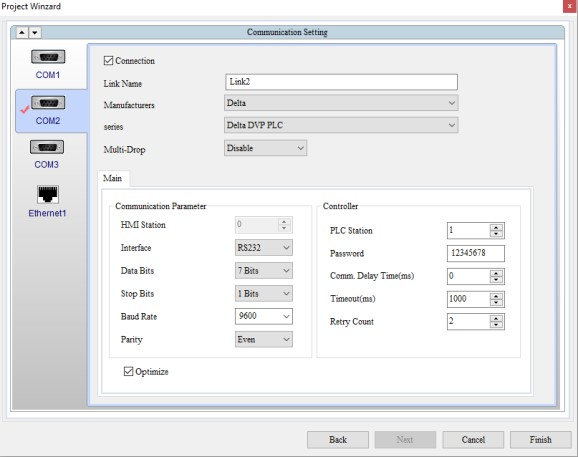 Project Winzard
x
Communication Setting
COM1
COM2
COM3
Ethernet1
Connection
Link Name Link2
Manufacturers Delta
series Delta DVP PLC
Multi-Drop Disable
Main
Communication Parameter
HMI Station 0
Interface RS232
Data Bits 7 Bits
Stop Bits 1 Bits
Baud Rate 9600
Parity Even
Controller
PLC Station 1
Password 12345678
Comm. Delay Time(ms) 0
Timeout(ms) 1000
Retry Count 2
Optimize
Back Next Cancel Finish